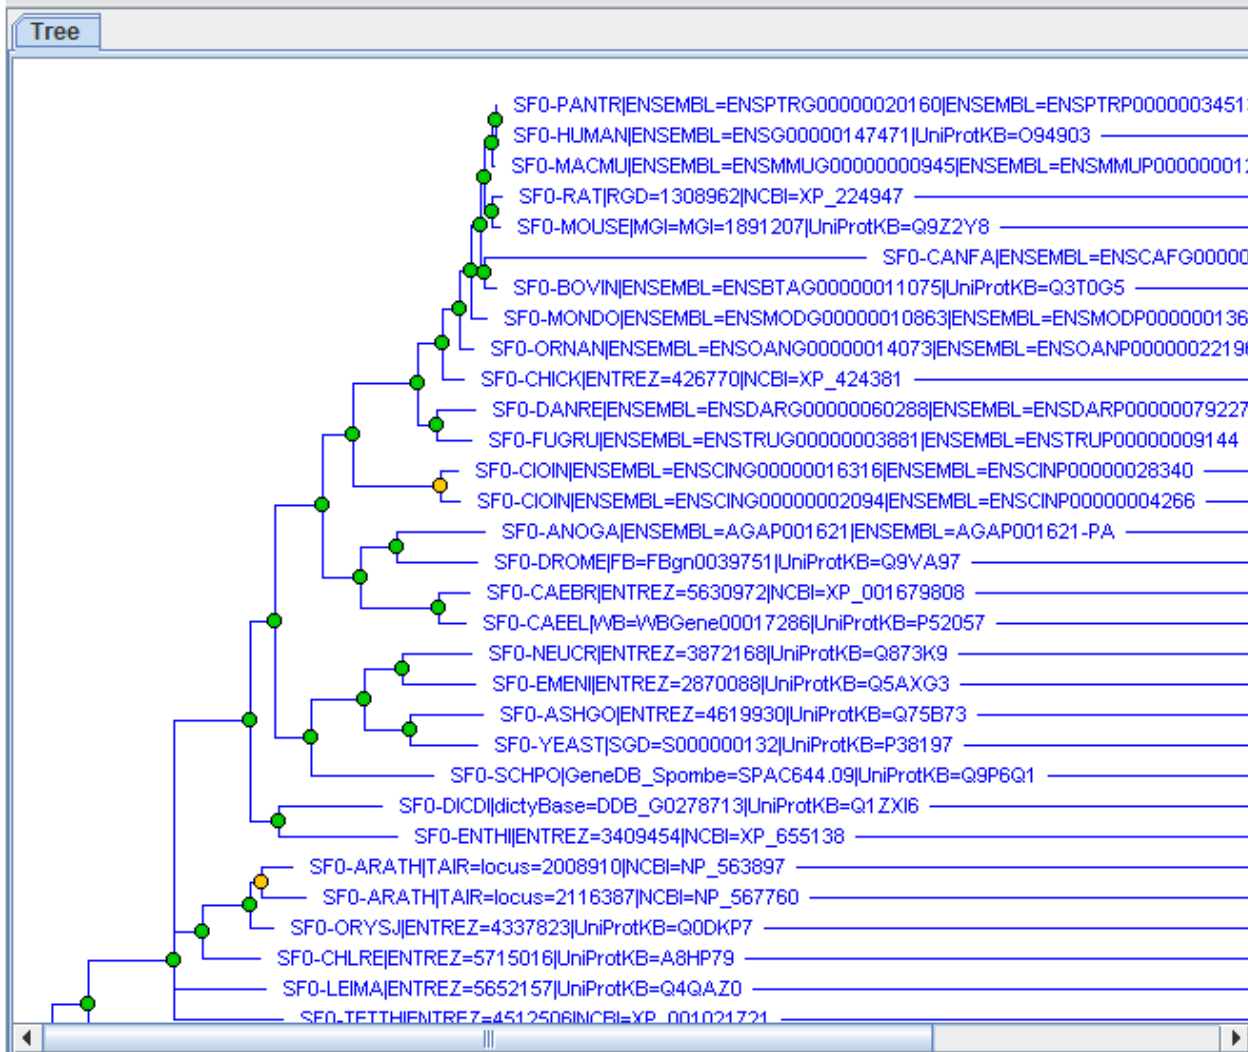 Tree
SF0-PANTR|ENSEMBL=ENSPTRG00000020160|ENSEMBL=ENSPTRP0000003451
SF0-HUMAN|ENSEMBL=ENSG00000147471|UniProtKB=O94903
SF0-MACMU|ENSEMBL=ENSMMUG00000000945|ENSEMBL=ENSMMUP0000000012
SF0-RAT|RGD=1308962|NCBI=XP_224947
SF0-MOUSE|MGI=MGI=1891207|UniProtKB=Q9Z2Y8
SF0-CANFA|ENSEMBL=ENSCAFG00000
SF0-BOVIN|ENSEMBL=ENSBTAG00000011075|UniProtKB=Q3T0G5
SF0-MONDO|ENSEMBL=ENSMODG00000010863|ENSEMBL=ENSMODP000000136
SF0-ORNAN|ENSEMBL=ENSOANG00000014073|ENSEMBL=ENSOANP0000002219
SF0-CHICK|ENTREZ=426770|NCBI=XP_424381
SF0-DANRE|ENSEMBL=ENSDARG00000060288|ENSEMBL=ENSDARP00000079227
SF0-FUGRU|ENSEMBL=ENSTRUG00000003881|ENSEMBL=ENSTRUP00000009144
SF0-CIOIN|ENSEMBL=ENSCING00000016316|ENSEMBL=ENSCINP00000028340
SF0-CIOIN|ENSEMBL=ENSCING00000002094|ENSEMBL=ENSCINP00000004266
SF0-ANOGA|ENSEMBL=AGAP001621|ENSEMBL=AGAP001621-PA
SF0-DROME|FB=FBgn0039751|UniProtKB=Q9VA97
SF0-CAEBR|ENTREZ=5630972|NCBI=XP_001679808
SF0-CAEEL|WB=WBGene00017286|UniProtKB=P52057
SF0-NEUCR|ENTREZ=3872168|UniProtKB=Q873K9
SF0-EMENI|ENTREZ=2870088|UniProtKB=Q5AXG3
SF0-ASHGO|ENTREZ=4619930|UniProtKB=Q75B73
SF0-YEAST|SGD=S000000132|UniProtKB=P38197
SF0-SCHPO|GeneDB_Spombe=SPAC644.09|UniProtKB=Q9P6Q1
SF0-DICDI|dictyBase=DDB_G0278713|UniProtKB=Q1ZXI6
SF0-ENTHI|ENTREZ=3409454|NCBI=XP_655138
SF0-ARATH|TAIR=locus=2008910|NCBI=NP_563897
SF0-ARATH|TAIR=locus=2116387|NCBI=NP_567760
SF0-ORYSJ|ENTREZ=4337823|UniProtKB=Q0DKP7
SF0-CHLRE|ENTREZ=5715016|UniProtKB=A8HP79
SF0-LEIMA|ENTREZ=5652157|UniProtKB=Q4QAZ0
SF0-TETTH|ENTREZ=4512506|NCBI=XP_001021721